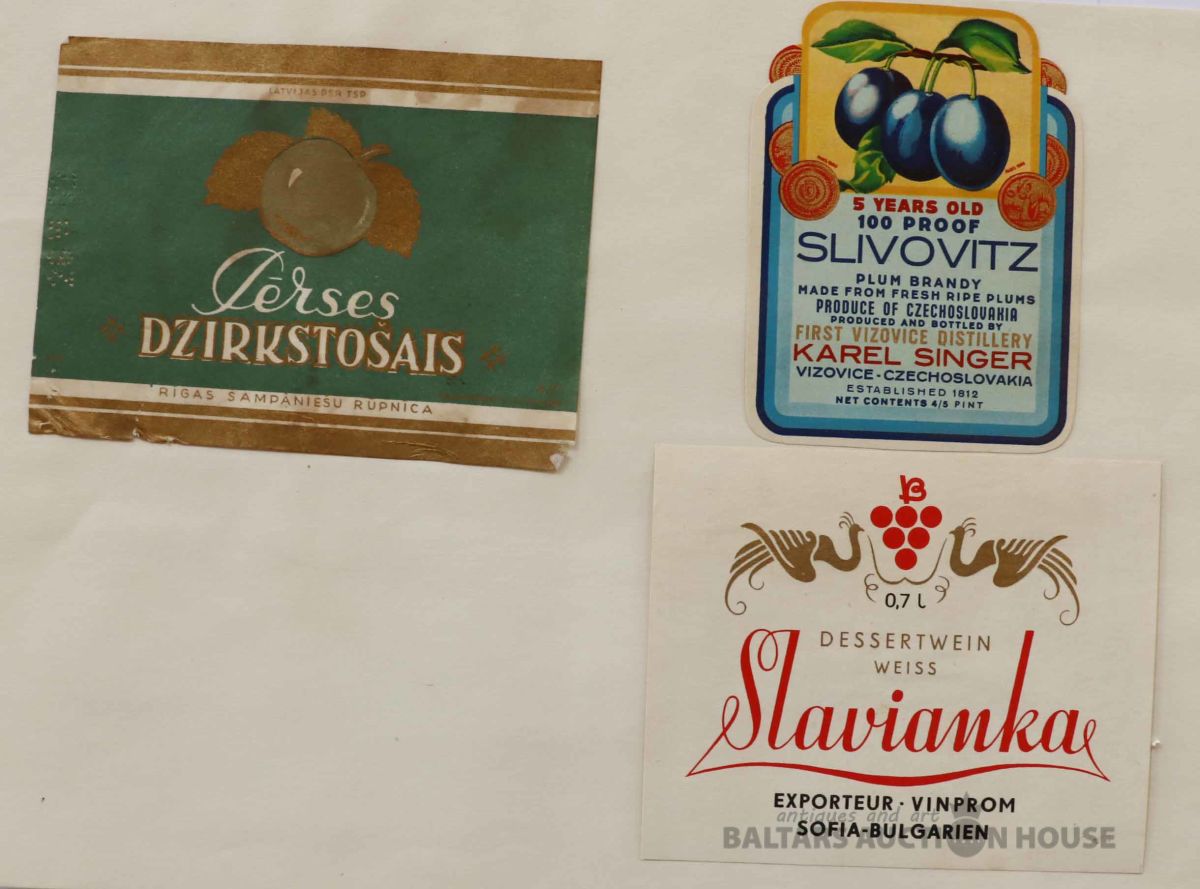 LATVIJAS PSR TSP
Pērses
DZIRKSTOŠAIS
RĪGAS ŠAMPANIEŠU RŪPNĪCA
5 YEARS OLD
100 PROOF
SLIVOVITZ
PLUM BRANDY
MADE FROM FRESH RIPE PLUMS
PRODUCE OF CZECHOSLOVAKIA
PRODUCED AND BOTTLED BY
FIRST VIZOVICE DISTILLERY
KAREL SINGER
VIZOVICE-CZECHOSLOVAKIA
ESTABLISHED 1812
NET CONTENTS 4/5 PINT
B
0,7 l
DESSERTWEIN
WEISS
Slavianka
EXPORTEUR · VINPROM
SOFIA-BULGARIEN
antiques and art
BALTARS AUCTION HOUSE